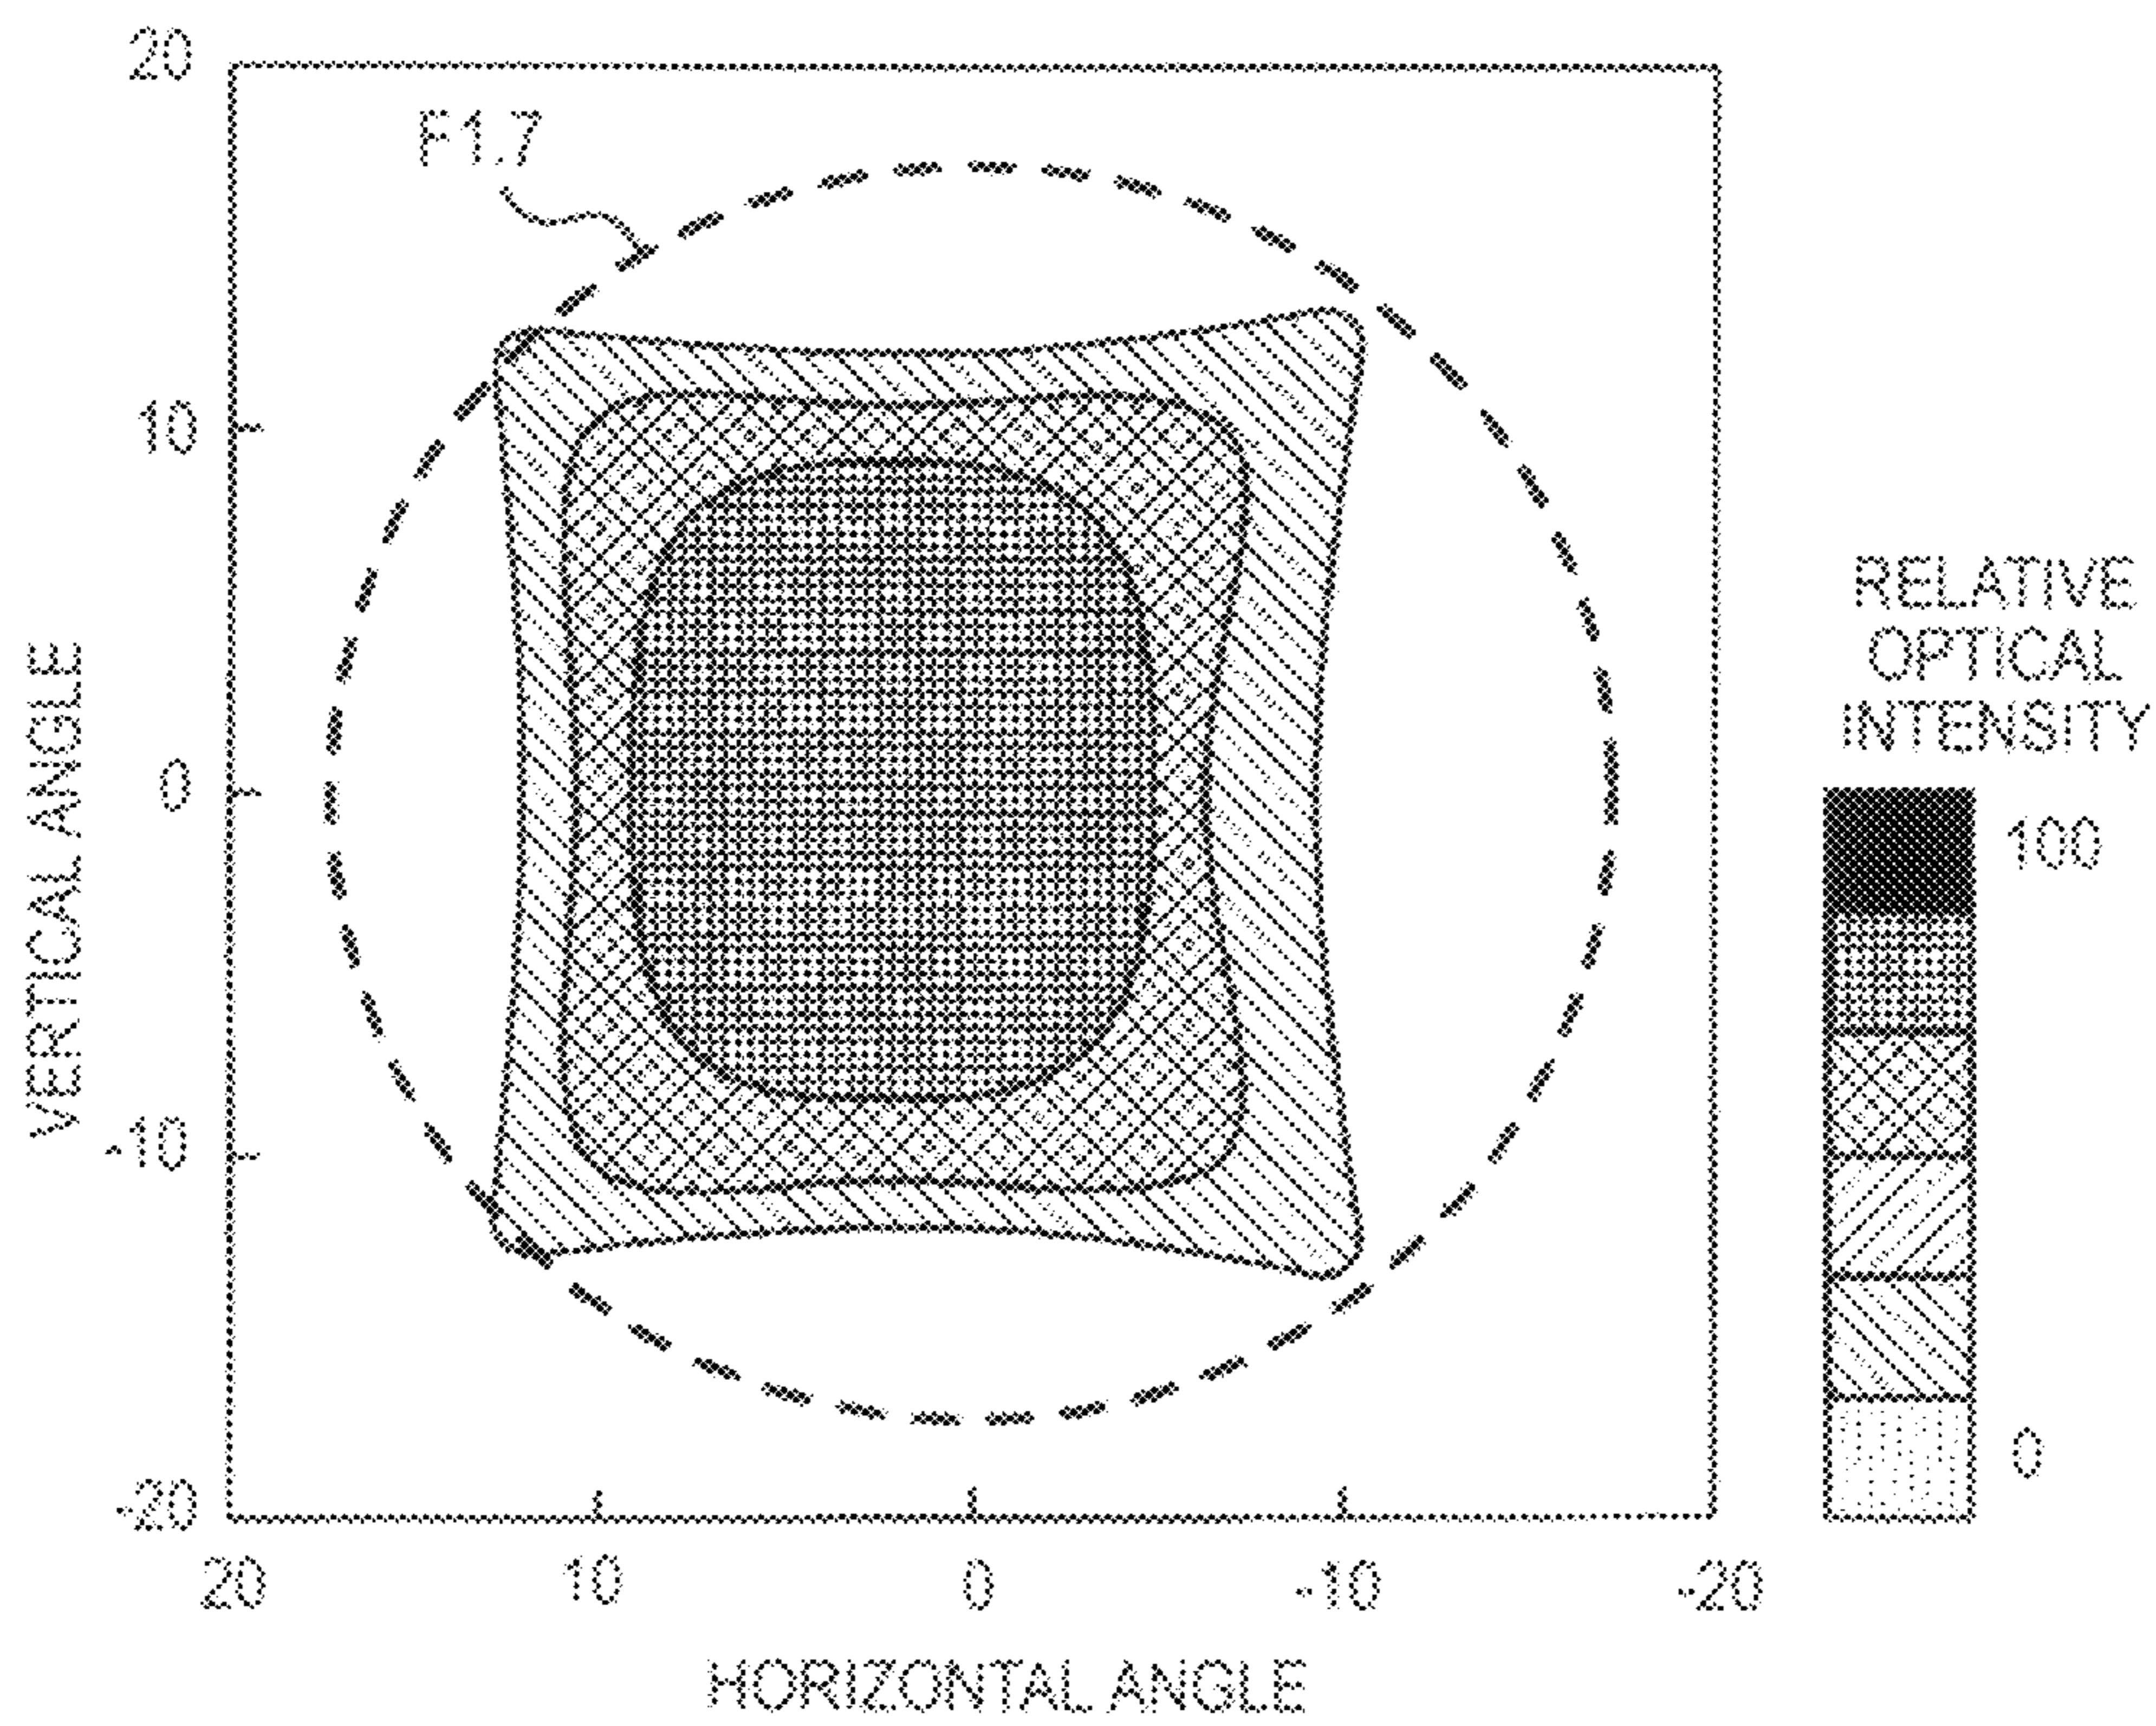 20
F1.7
10
0
-10
-20
VERTICAL ANGLE
20
10
0
-10
-20
HORIZONTAL ANGLE
RELATIVE
OPTICAL
INTENSITY
100
0